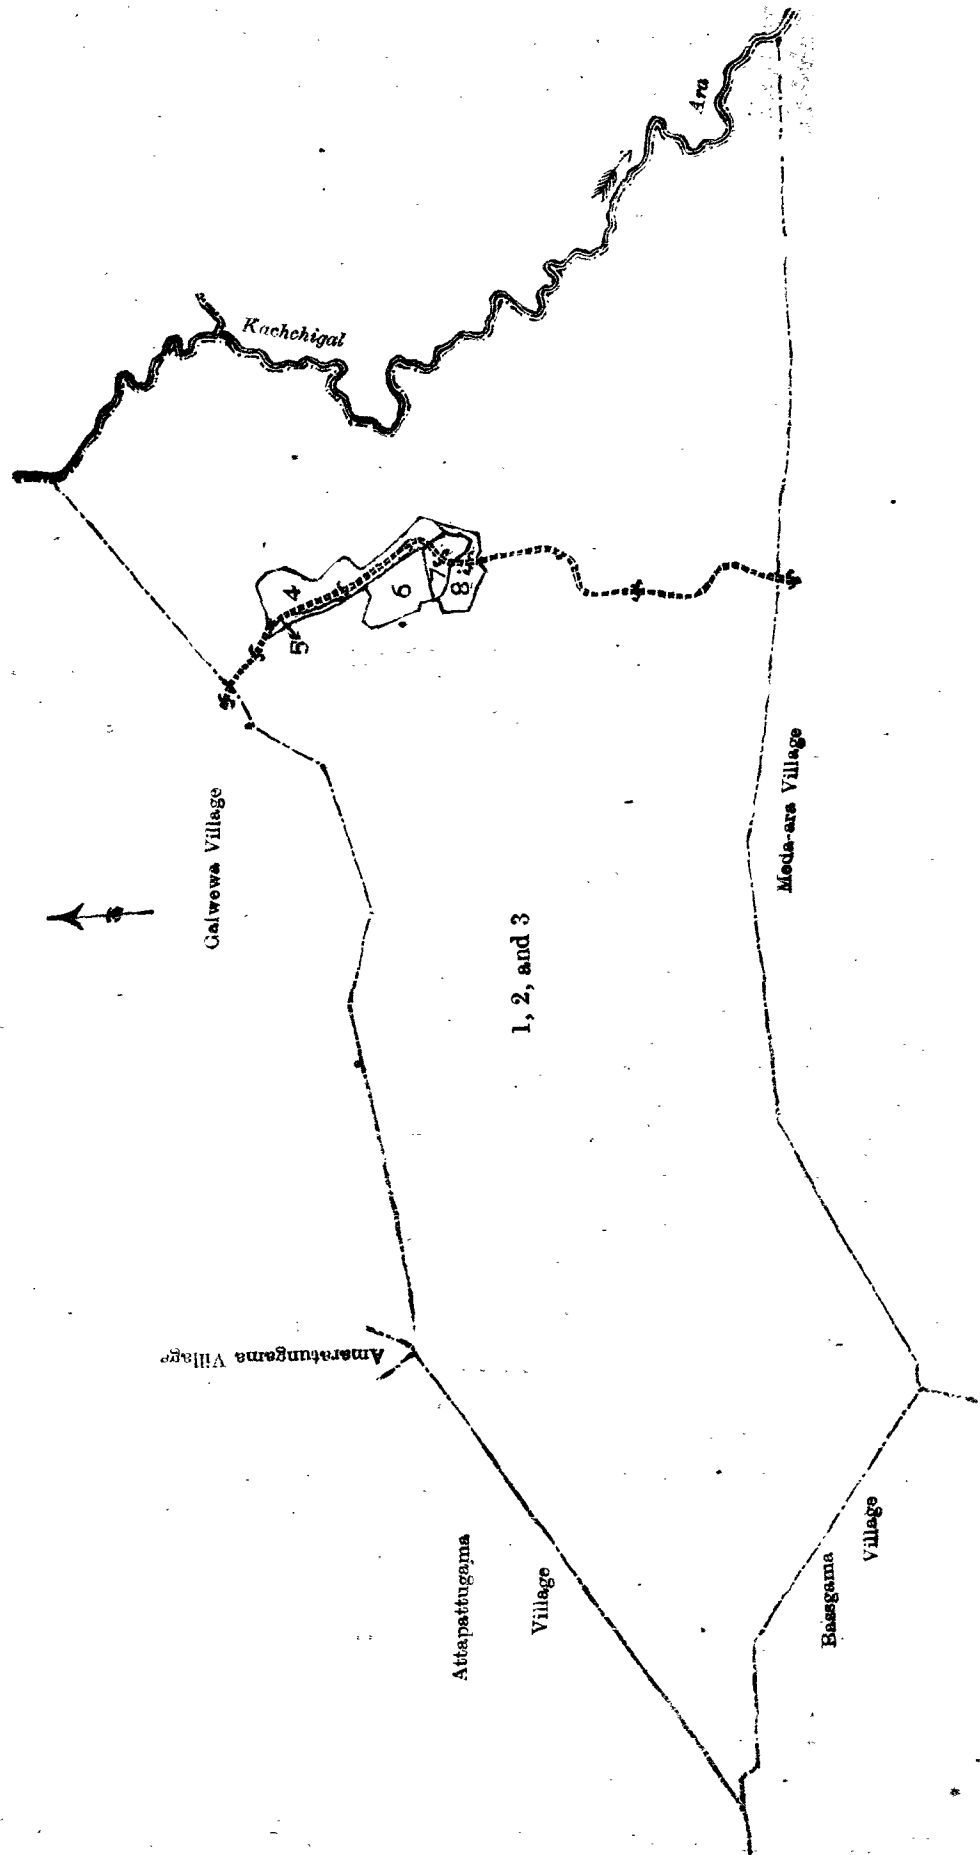 Kachchigal
Ara
Galwewa Village
4
5
6
7
8
1, 2, and 3
Meda-ara Village
Amaratungama Village
Attapattugama
Village
Bassgama
Village